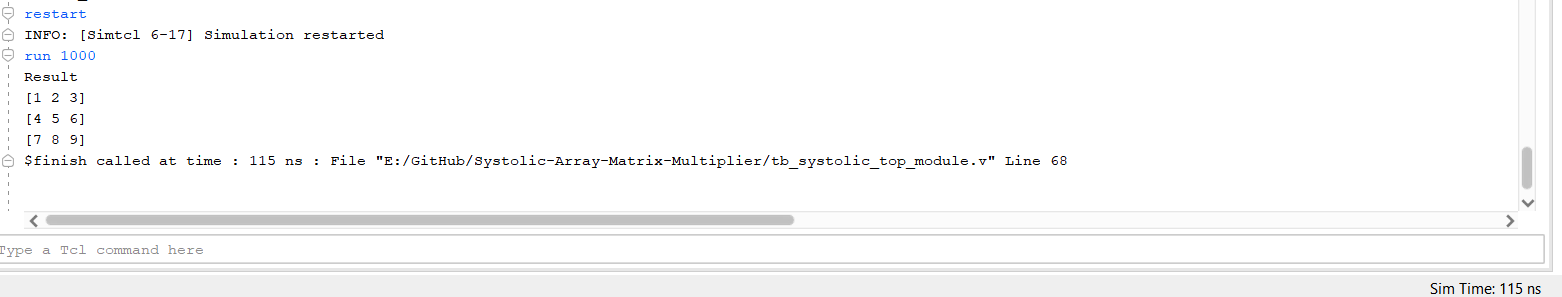 restart
INFO: [Simtcl 6-17] Simulation restarted
run 1000
Result
[1 2 3]
[4 5 6]
[7 8 9]
$finish called at time : 115 ns : File "E:/GitHub/Systolic-Array-Matrix-Multiplier/tb_systolic_top_module.v" Line 68
Type a Tcl command here
Sim Time: 115 ns